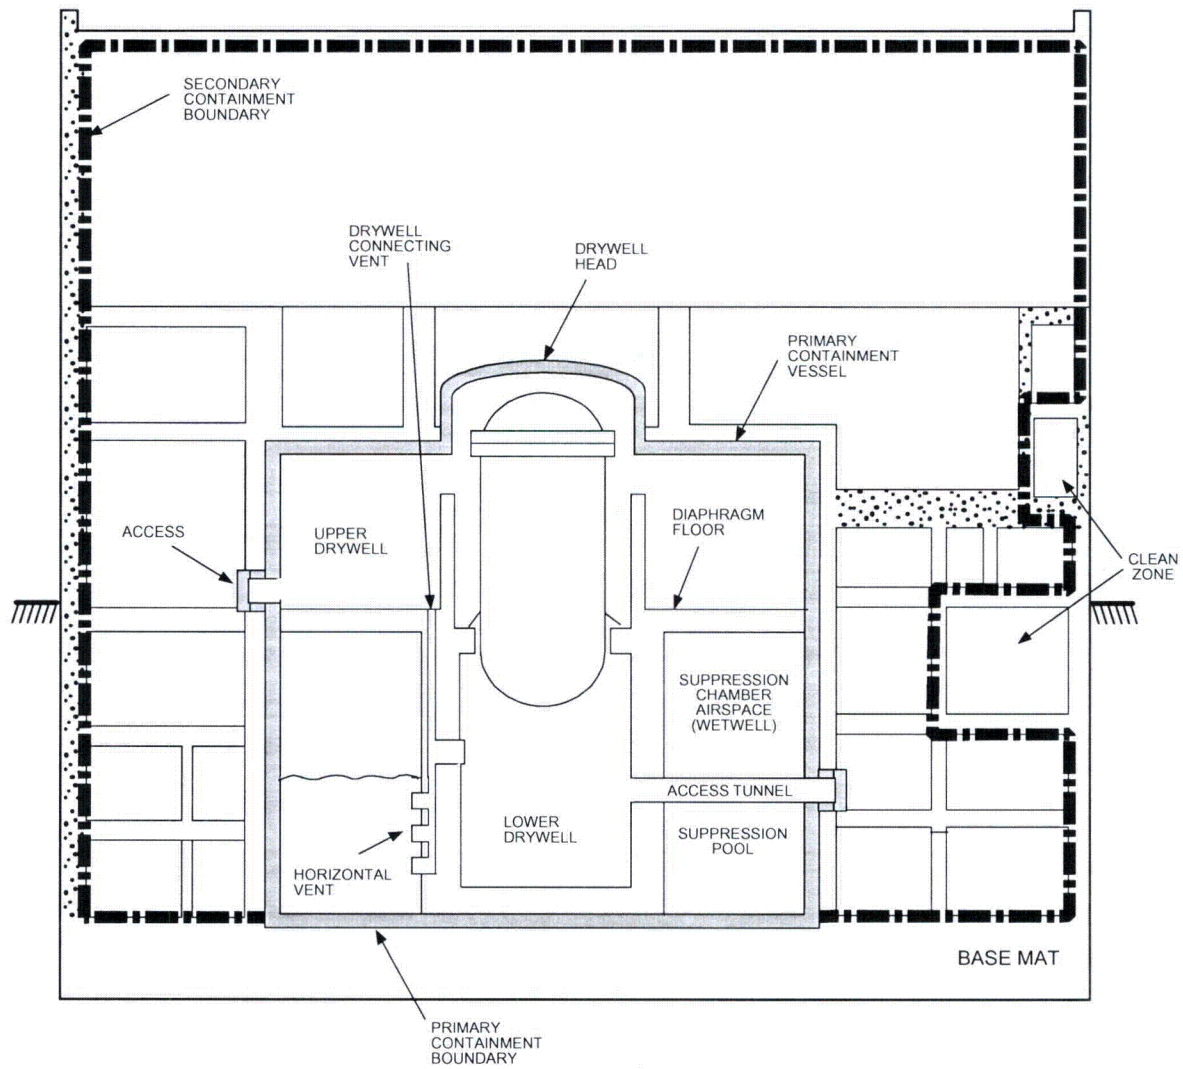 SECONDARY
CONTAINMENT
BOUNDARY
DRYWELL
CONNECTING
VENT
DRYWELL
HEAD
PRIMARY
CONTAINMENT
VESSEL
ACCESS
UPPER
DRYWELL
DIAPHRAGM
FLOOR
CLEAN
ZONE
SUPPRESSION
CHAMBER
AIRSPACE
(WETWELL)
ACCESS TUNNEL
LOWER
DRYWELL
SUPPRESSION
POOL
HORIZONTAL
VENT
BASE MAT
PRIMARY
CONTAINMENT
BOUNDARY